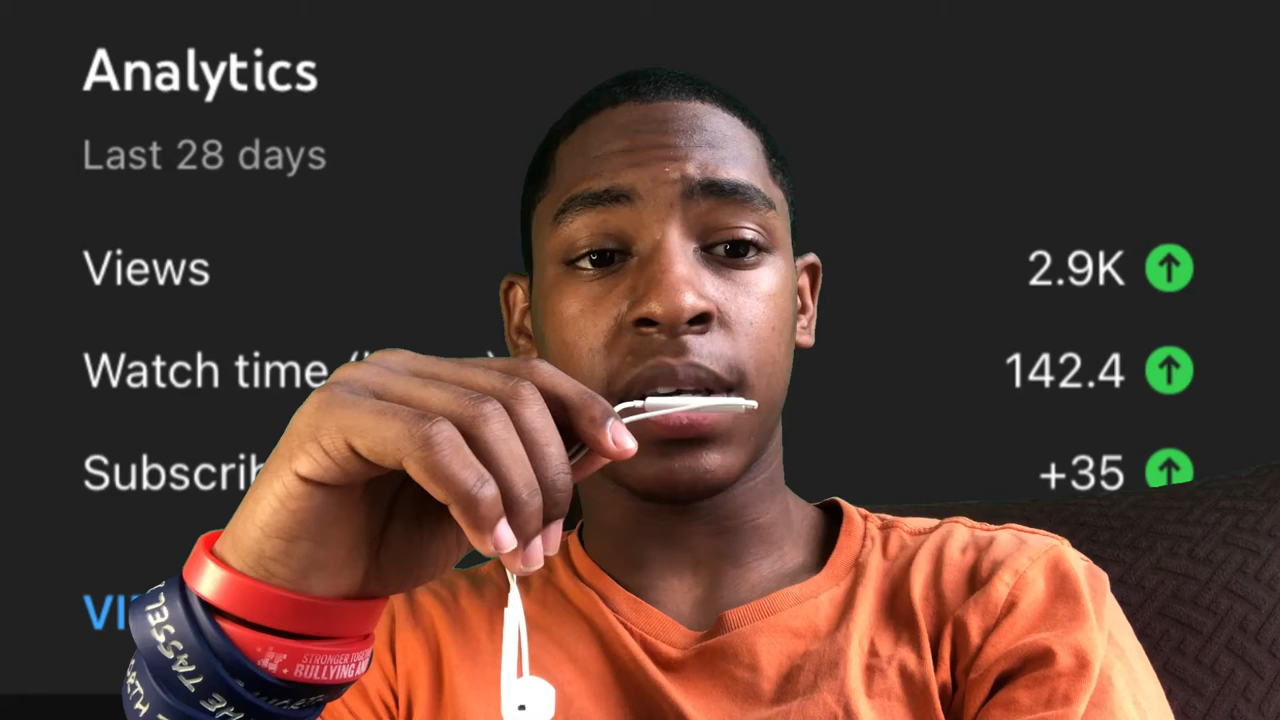 Analytics
Last 28 days
Views 2.9K
Watch time 142.4
+35
STRONGER TOGETHER
BULLYING
THE TASSEL